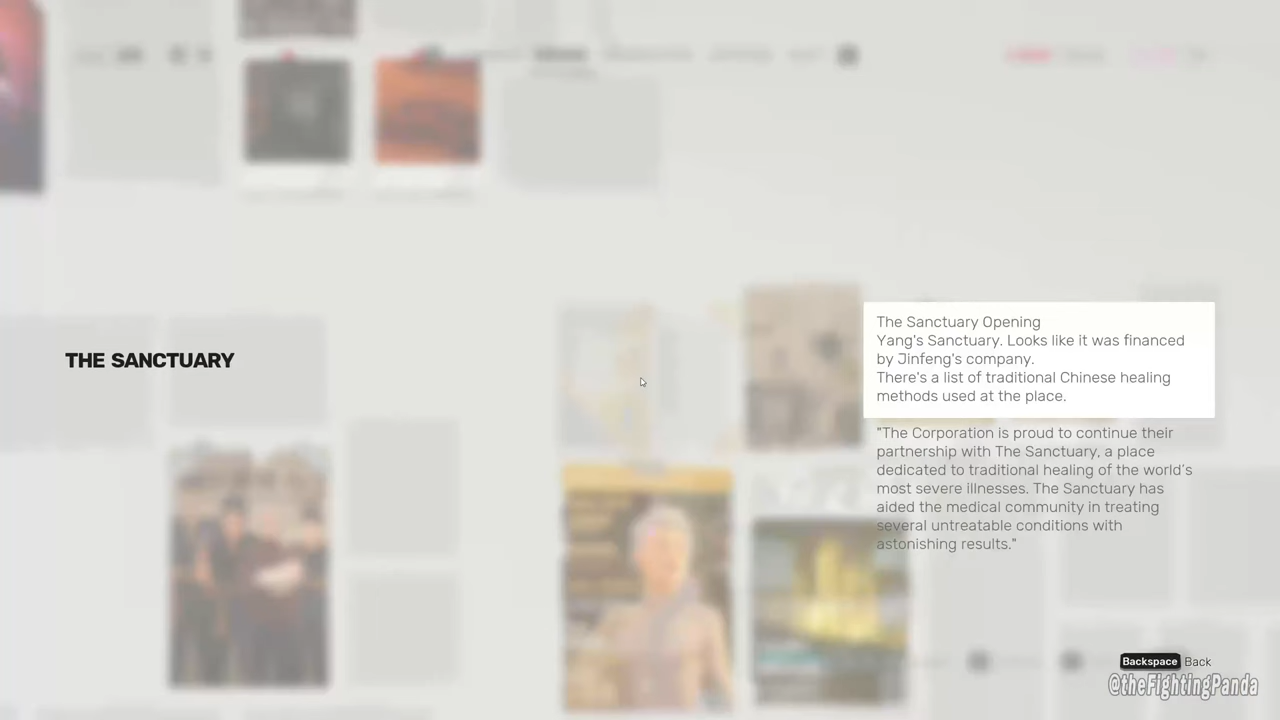 THE SANCTUARY
The Sanctuary Opening
Yang's Sanctuary. Looks like it was financed
by Jinfeng's company.
There's a list of traditional Chinese healing
methods used at the place.
"The Corporation is proud to continue their
partnership with The Sanctuary, a place
dedicated to traditional healing of the world's
most severe illnesses. The Sanctuary has
aided the medical community in treating
several untreatable conditions with
astonishing results."
Backspace Back
@theFightingPanda